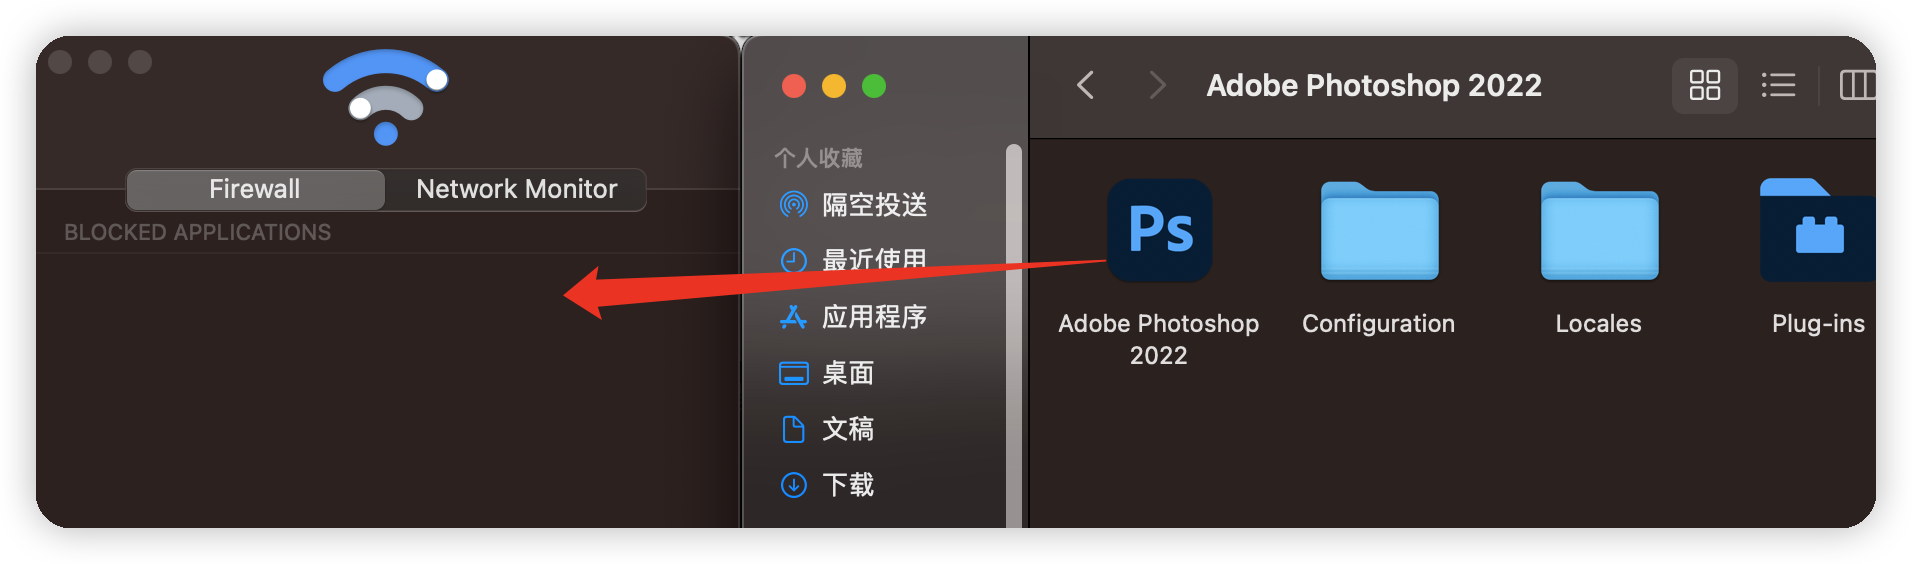 Firewall
Network Monitor
BLOCKED APPLICATIONS
个人收藏
隔空投送
最近使用
应用程序
桌面
文稿
下载
Adobe Photoshop 2022
Ps
Adobe Photoshop
2022
Configuration
Locales
Plug-ins